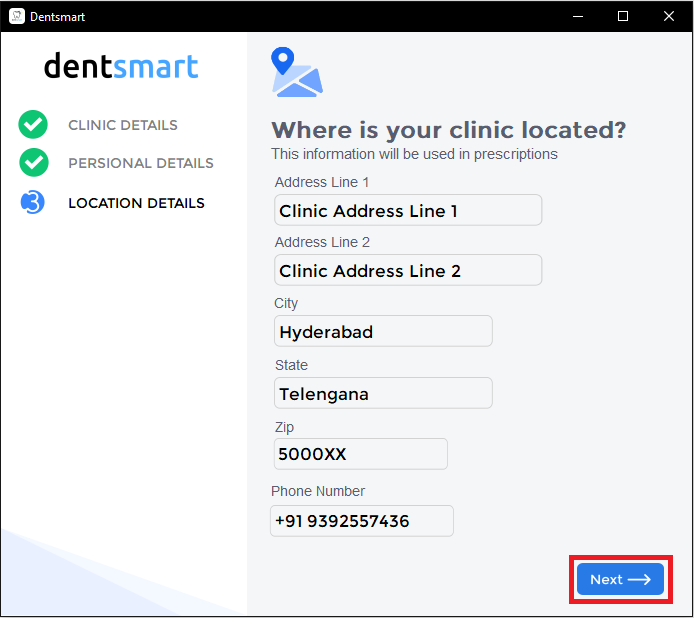 Dentsmart
dentsmart
CLINIC DETAILS
PERSIONAL DETAILS
3 LOCATION DETAILS
Where is your clinic located?
This information will be used in prescriptions
Address Line 1
Clinic Address Line 1
Address Line 2
Clinic Address Line 2
City
Hyderabad
State
Telengana
Zip
5000XX
Phone Number
+91 9392557436
Next